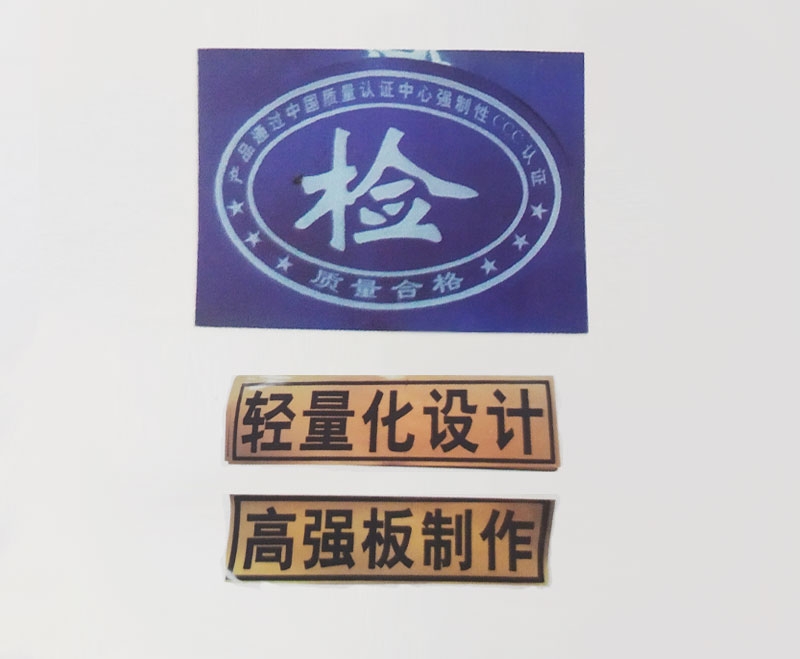 产品通过中国质量认证中心强制性CCC认证
检
质量合格
轻量化设计
高强板制作